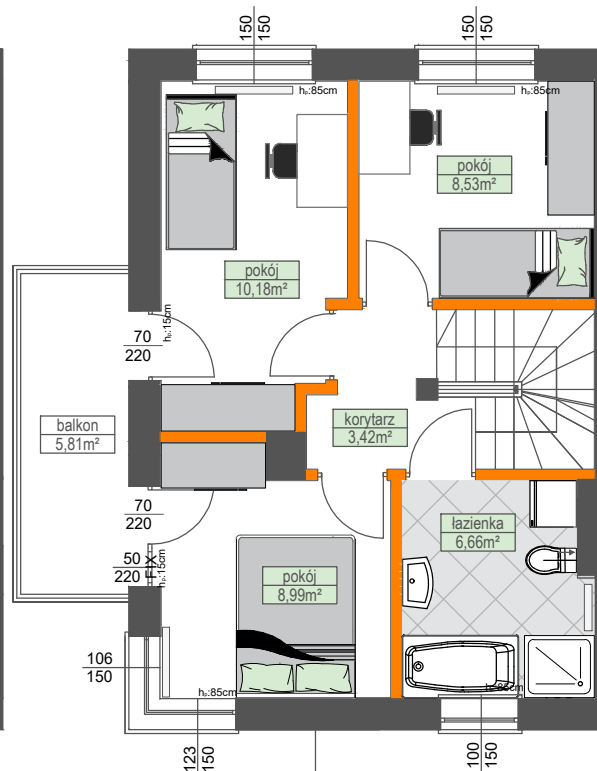 150
150
150
150
hₚ:85cm
hₚ:85cm
pokój
8,53m²
pokój
10,18m²
70
220
hₚ:15cm
balkon
5,81m²
korytarz
3,42m²
70
220
łazienka
6,66m²
50
220
FIX
hₚ:15cm
pokój
8,99m²
106
150
hₚ:85cm
hₚ:85cm
123
150
100
150